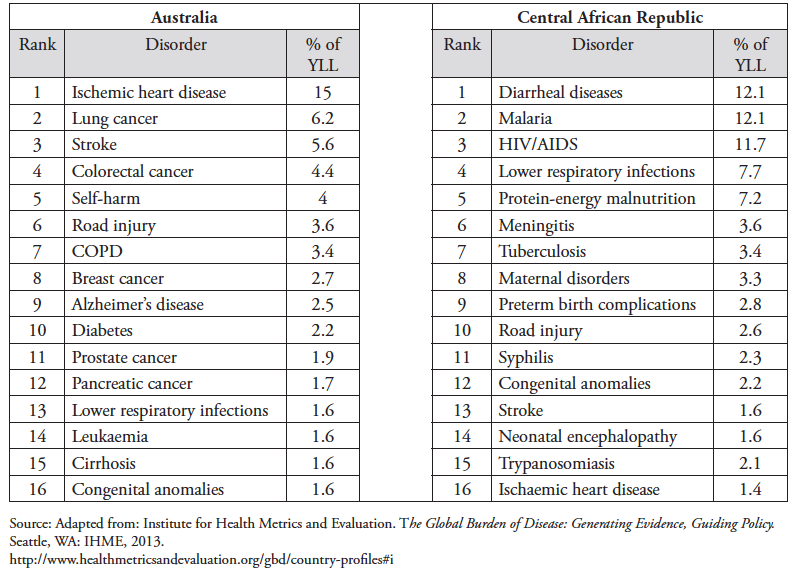 Australia Central African Republic
Rank Disorder % of YLL Rank Disorder % of YLL
1 Ischemic heart disease 15 1 Diarrheal diseases 12.1
2 Lung cancer 6.2 2 Malaria 12.1
3 Stroke 5.6 3 HIV/AIDS 11.7
4 Colorectal cancer 4.4 4 Lower respiratory infections 7.7
5 Self-harm 4 5 Protein-energy malnutrition 7.2
6 Road injury 3.6 6 Meningitis 3.6
7 COPD 3.4 7 Tuberculosis 3.4
8 Breast cancer 2.7 8 Maternal disorders 3.3
9 Alzheimer’s disease 2.5 9 Preterm birth complications 2.8
10 Diabetes 2.2 10 Road injury 2.6
11 Prostate cancer 1.9 11 Syphilis 2.3
12 Pancreatic cancer 1.7 12 Congenital anomalies 2.2
13 Lower respiratory infections 1.6 13 Stroke 1.6
14 Leukaemia 1.6 14 Neonatal encephalopathy 1.6
15 Cirrhosis 1.6 15 Trypanosomiasis 2.1
16 Congenital anomalies 1.6 16 Ischaemic heart disease 1.4
Source: Adapted from: Institute for Health Metrics and Evaluation. The Global Burden of Disease: Generating Evidence, Guiding Policy.
Seattle, WA: IHME, 2013.
http://www.healthmetricsandevaluation.org/gbd/country-profiles#i